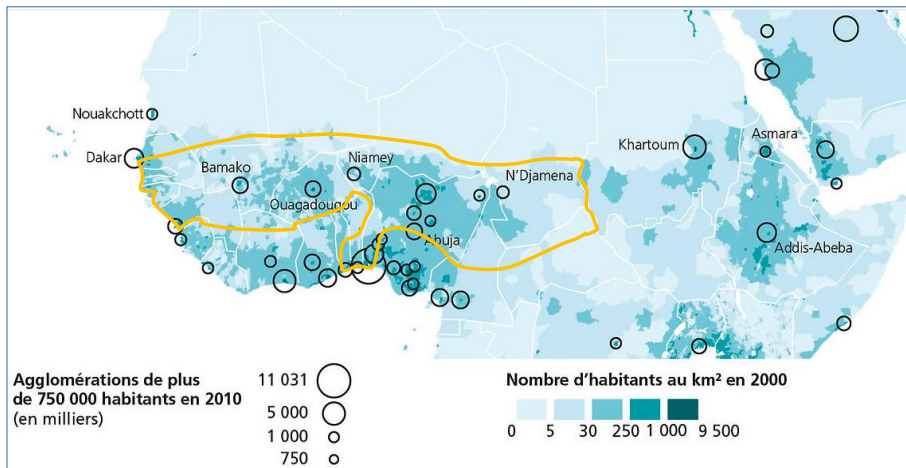 Nouakchott
Dakar
Bamako
Niamey
Ouagadougou
N'Djamena
Abuja
Khartoum
Asmara
Addis-Abeba
Agglomérations de plus
de 750 000 habitants en 2010
(en milliers)
11 031
5 000
1 000
750
Nombre d'habitants au km² en 2000
0 5 30 250 1 000 9 500